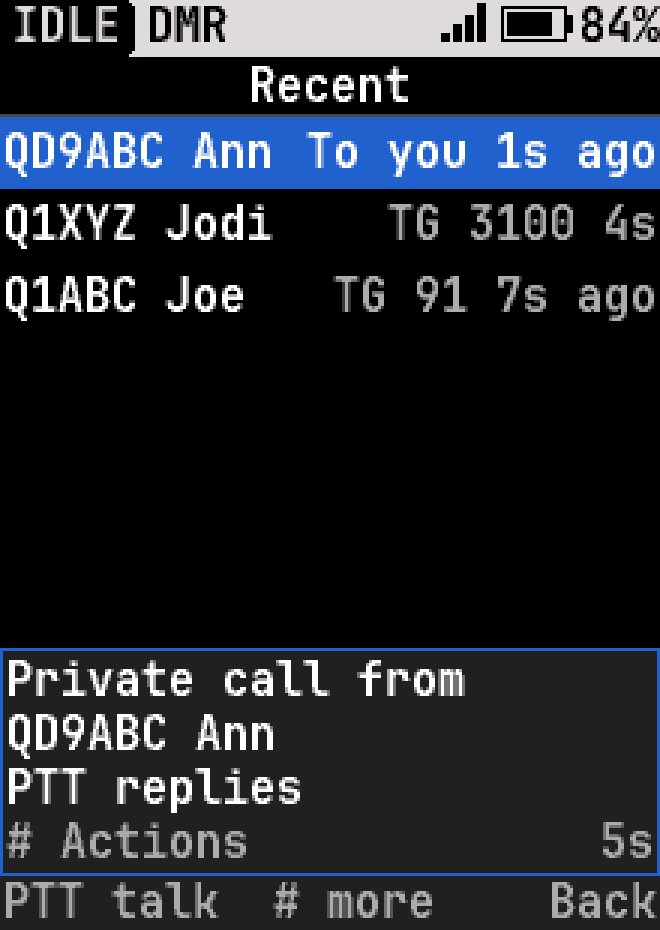 IDLE DMR 84%
Recent
QD9ABC Ann To you 1s ago
Q1XYZ Jodi TG 3100 4s
Q1ABC Joe TG 91 7s ago
Private call from
QD9ABC Ann
PTT replies
# Actions 5s
PTT talk # more Back